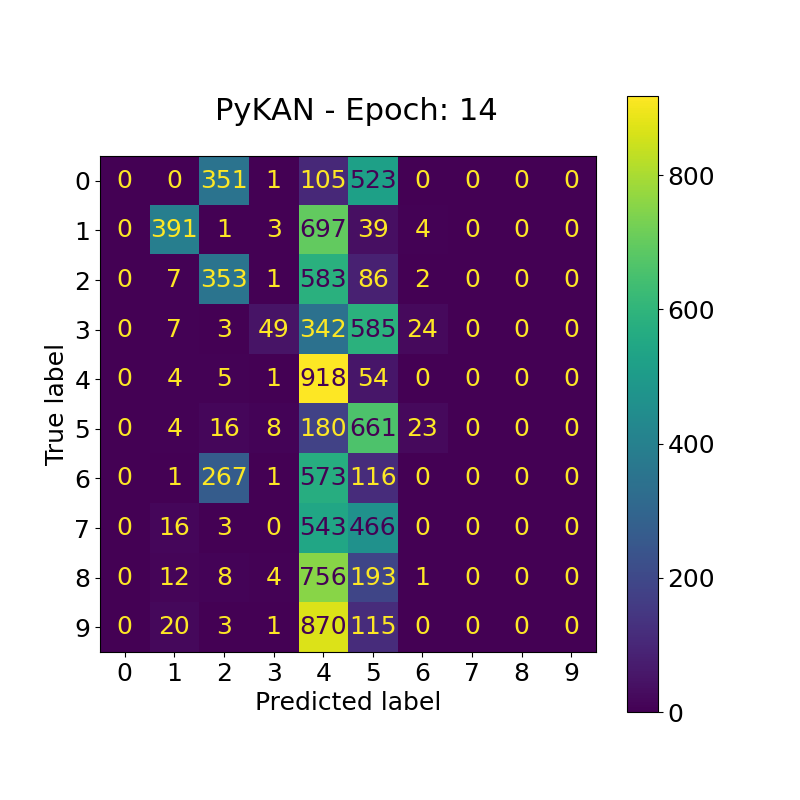 PyKAN - Epoch: 14
0 0 0 351 1 105 523 0 0 0 0
1 0 391 1 3 697 39 4 0 0 0
2 0 7 353 1 583 86 2 0 0 0
3 0 7 3 49 342 585 24 0 0 0
4 0 4 5 1 918 54 0 0 0 0
5 0 4 16 8 180 661 23 0 0 0
6 0 1 267 1 573 116 0 0 0 0
7 0 16 3 0 543 466 0 0 0 0
8 0 12 8 4 756 193 1 0 0 0
9 0 20 3 1 870 115 0 0 0 0
0 1 2 3 4 5 6 7 8 9
Predicted label
True label
800
600
400
200
0